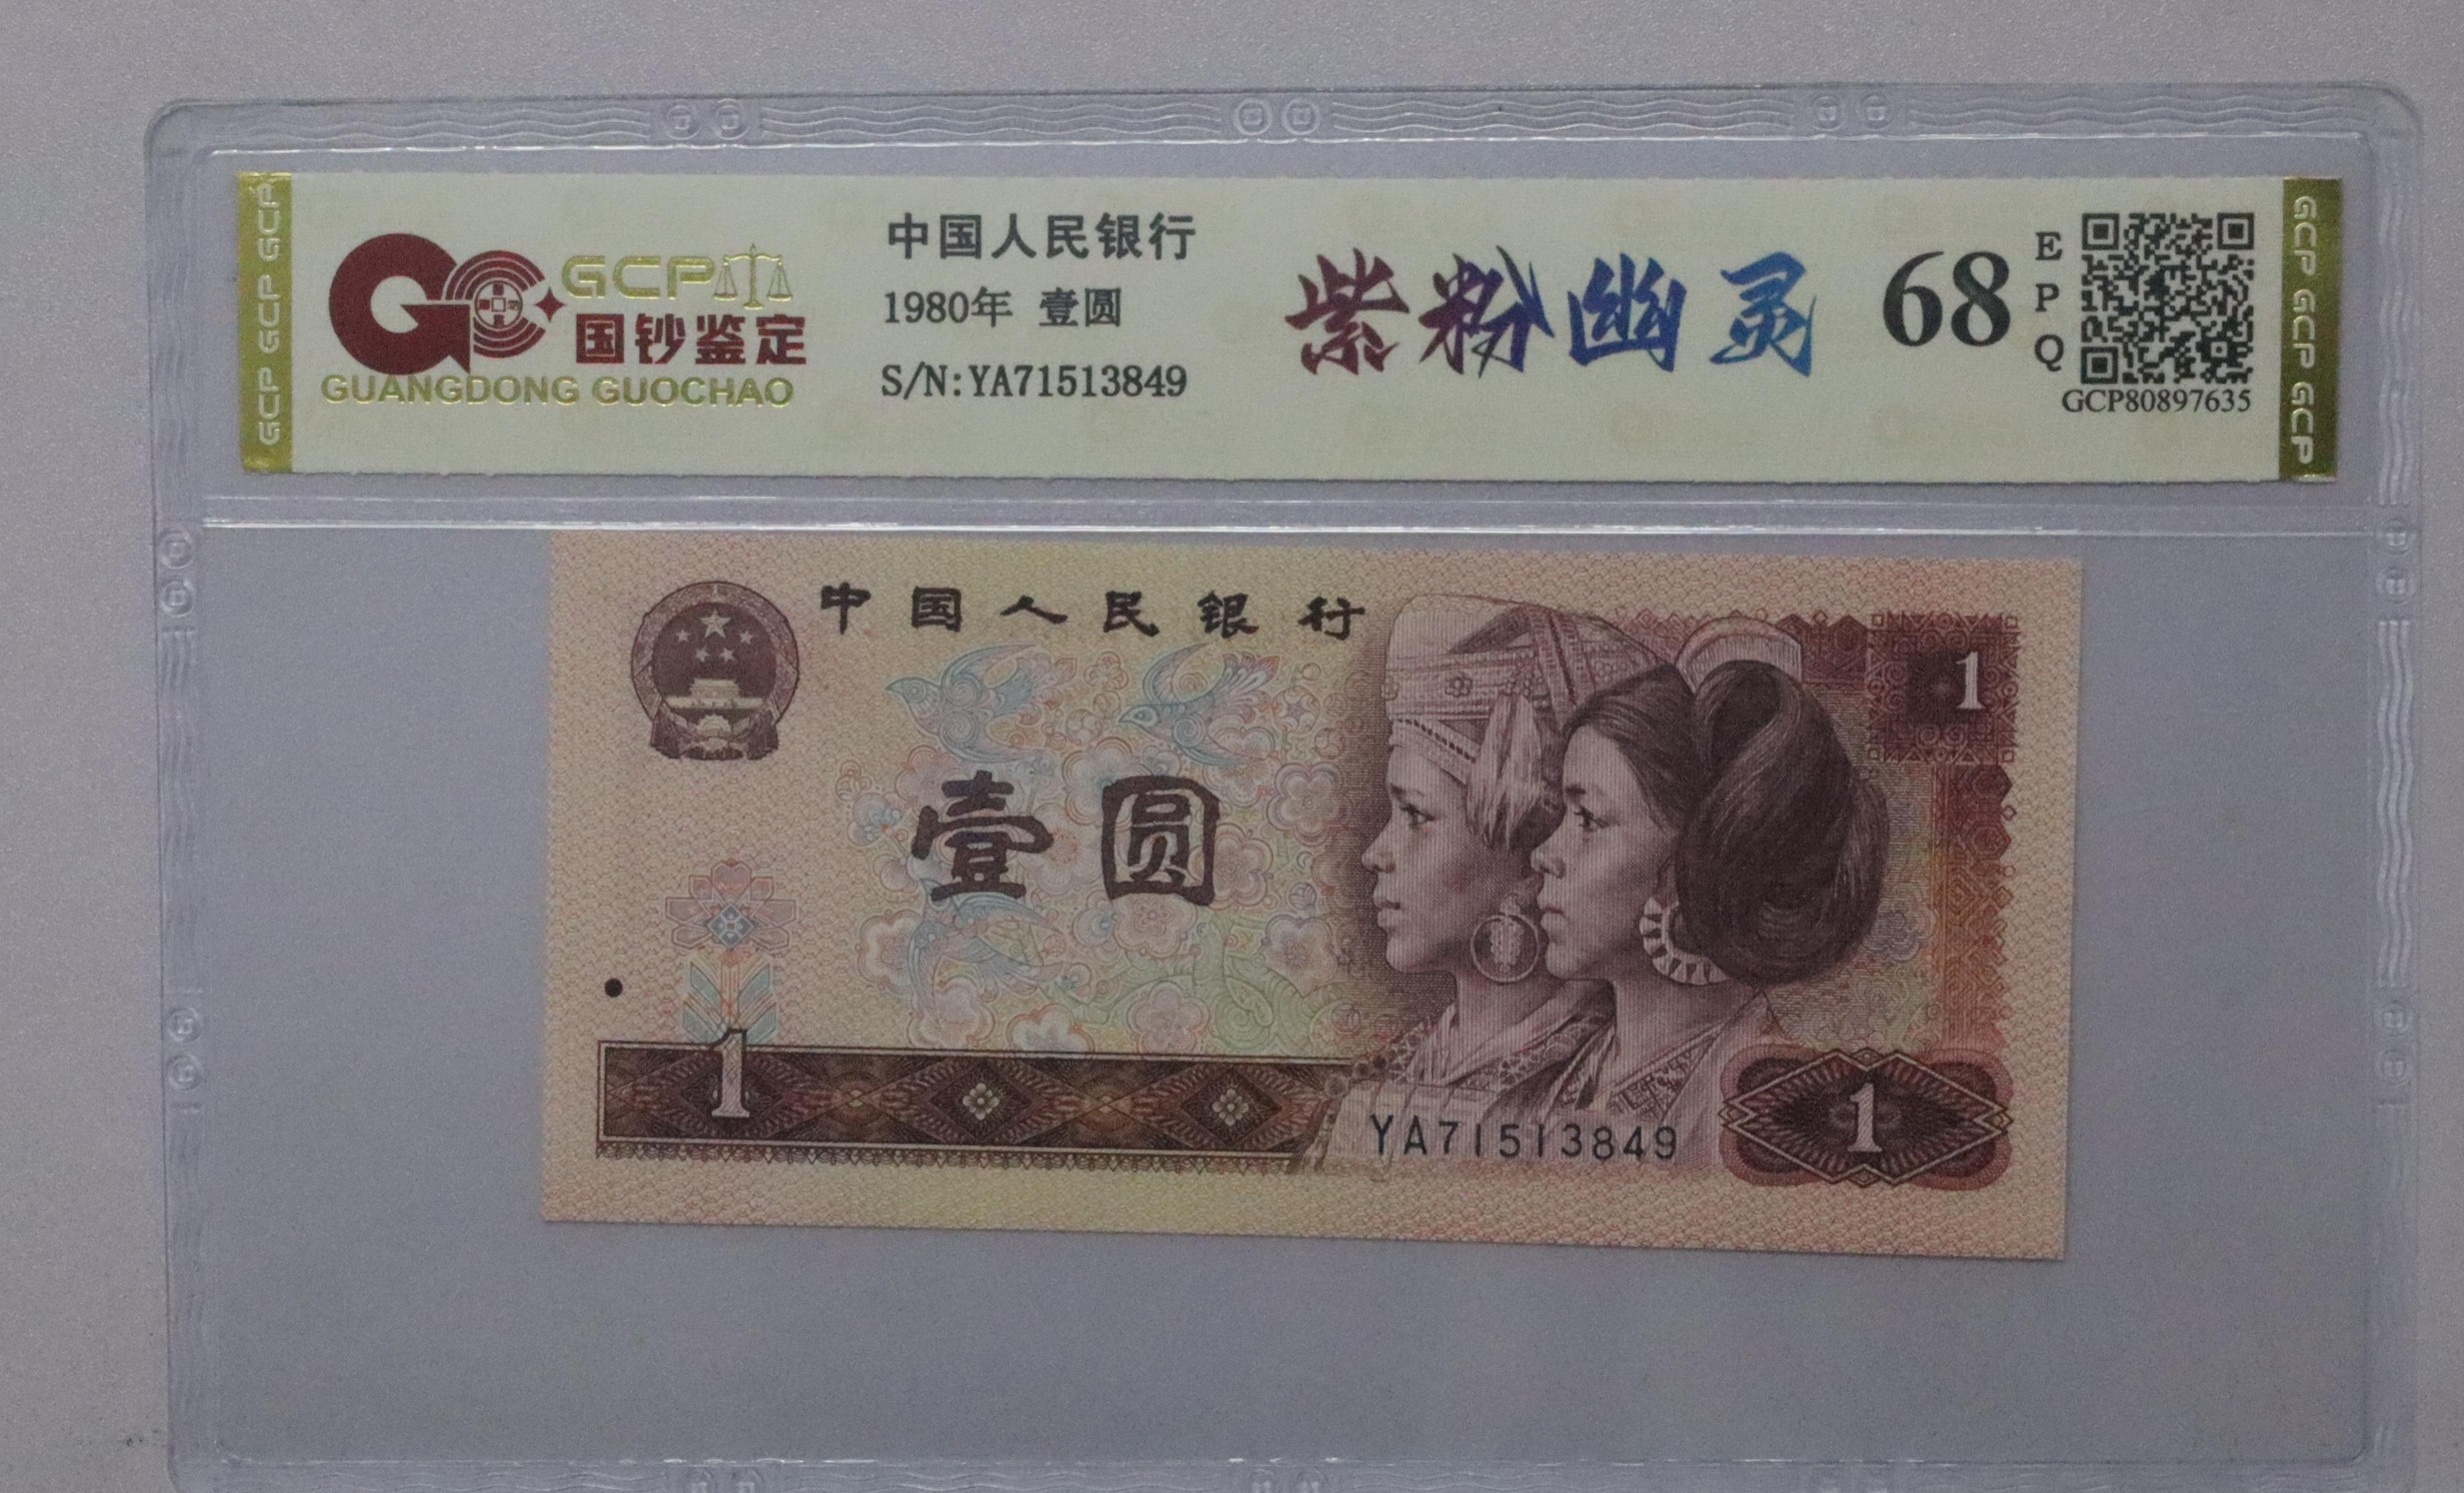 GCP GCP GCP
GCP
国钞鉴定
GUANGDONG GUOCHAO
中国人民银行
1980年 壹圆
S/N:YA71513849
紫粉幽灵
68
E
P
Q
GCP80897635
GCP GCP GCP
中国人民银行
1
壹圆
1
YA71513849
1